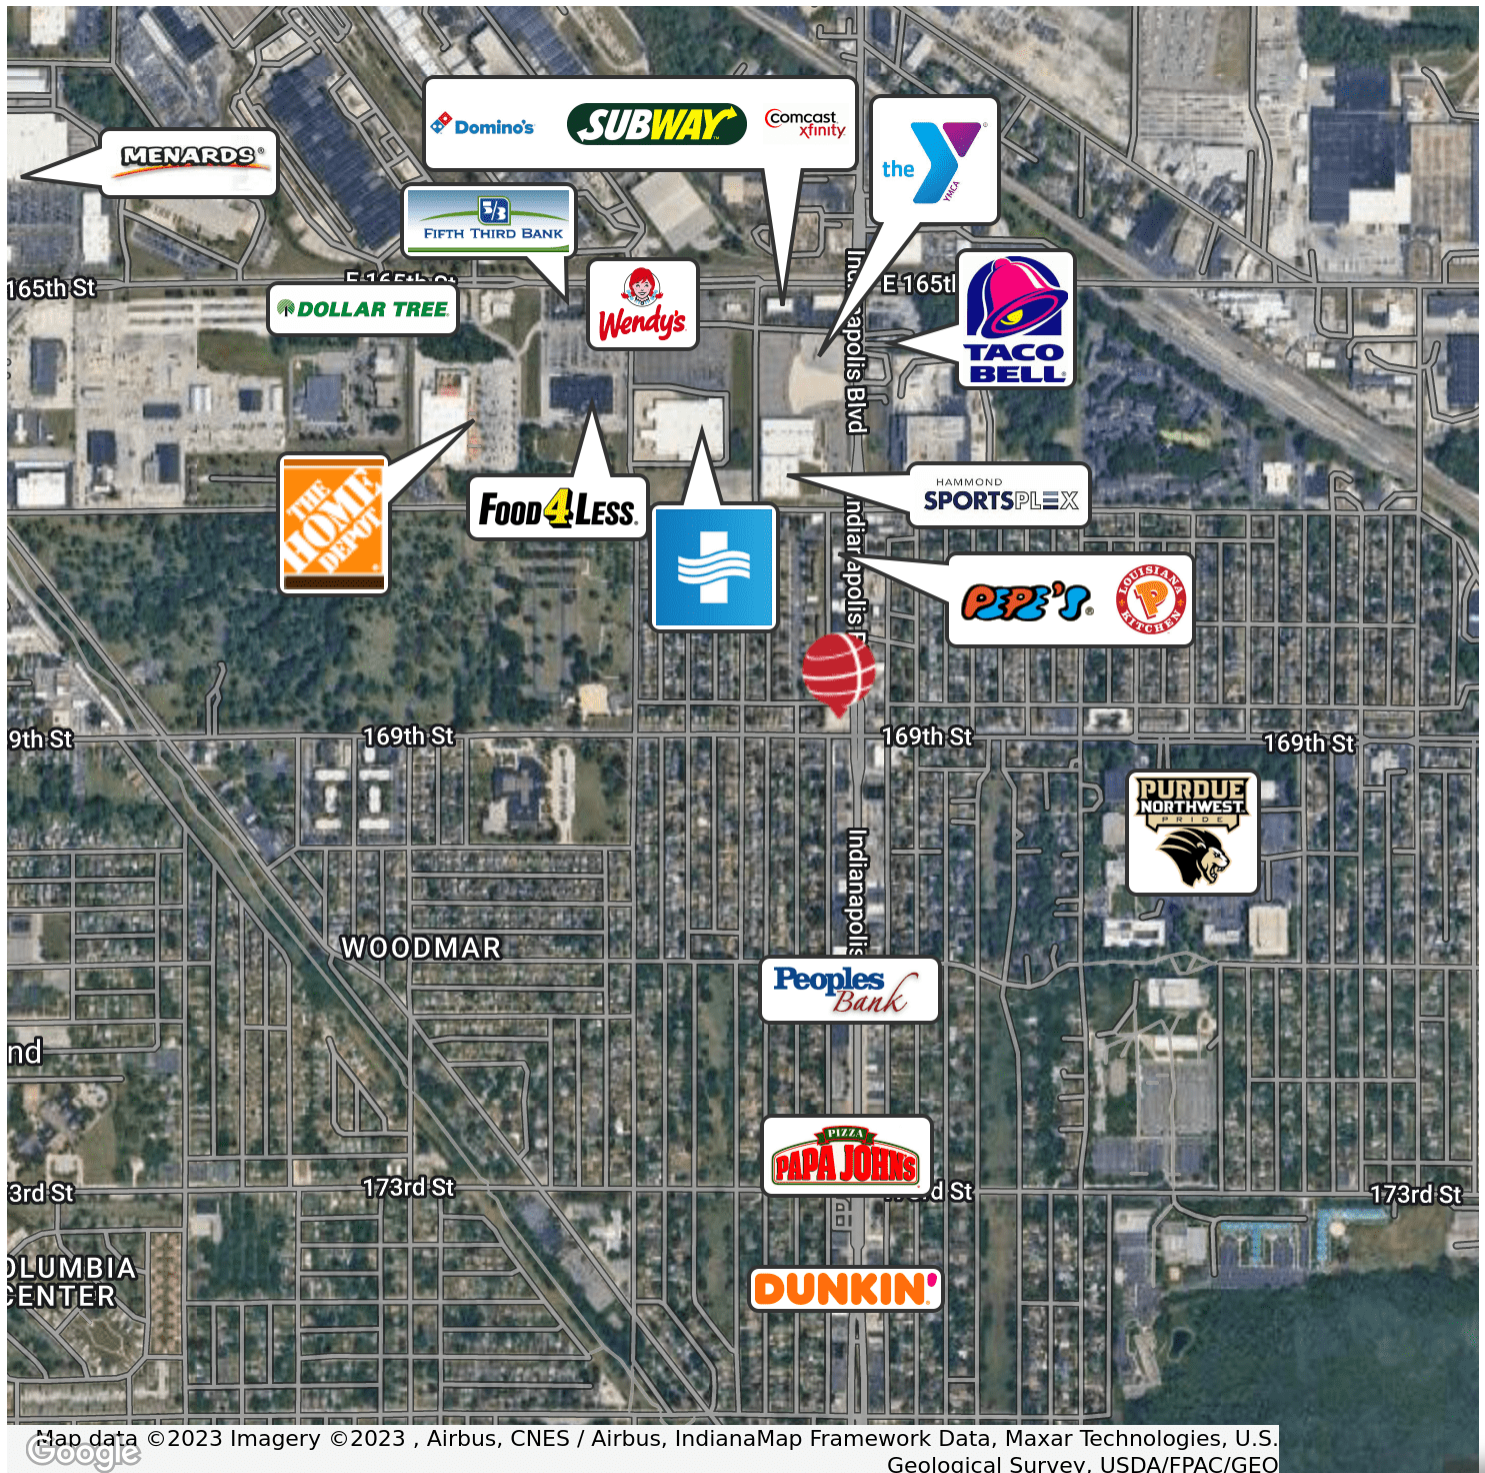 Domino's
SUBWAY
comcast
xfinity
the
YMCA
MENARDS®
5/3
FIFTH THIRD BANK
165th St
E 165th St
E 165th
DOLLAR TREE
Wendy's
TACO
BELL
Indianapolis Blvd
THE
HOME
DEPOT
FOOD 4 LESS
HAMMOND
SPORTSPLEX
Indianapolis B
PEPE'S®
LOUISIANA
P
KITCHEN
9th St
169th St
169th St
169th St
PURDUE
NORTHWEST
PRIDE
Indianapolis
WOODMAR
Peoples
Bank
nd
PIZZA
PAPA JOHNS
3rd St
173rd St
rd St
173rd St
OLUMBIA
CENTER
DUNKIN'
Google
Map data ©2023 Imagery ©2023 , Airbus, CNES / Airbus, IndianaMap Framework Data, Maxar Technologies, U.S.
Geological Survey, USDA/FPAC/GEO